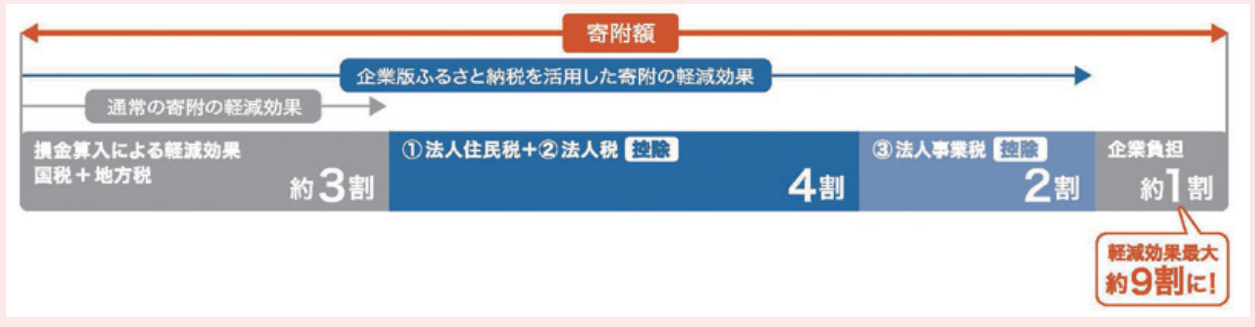 寄附額
企業版ふるさと納税を活用した寄附の軽減効果
通常の寄附の軽減効果
損金算入による軽減効果
国税+地方税
約3割
①法人住民税+②法人税 控除
4割
③法人事業税 控除
2割
企業負担
約1割
軽減効果最大
約9割に!